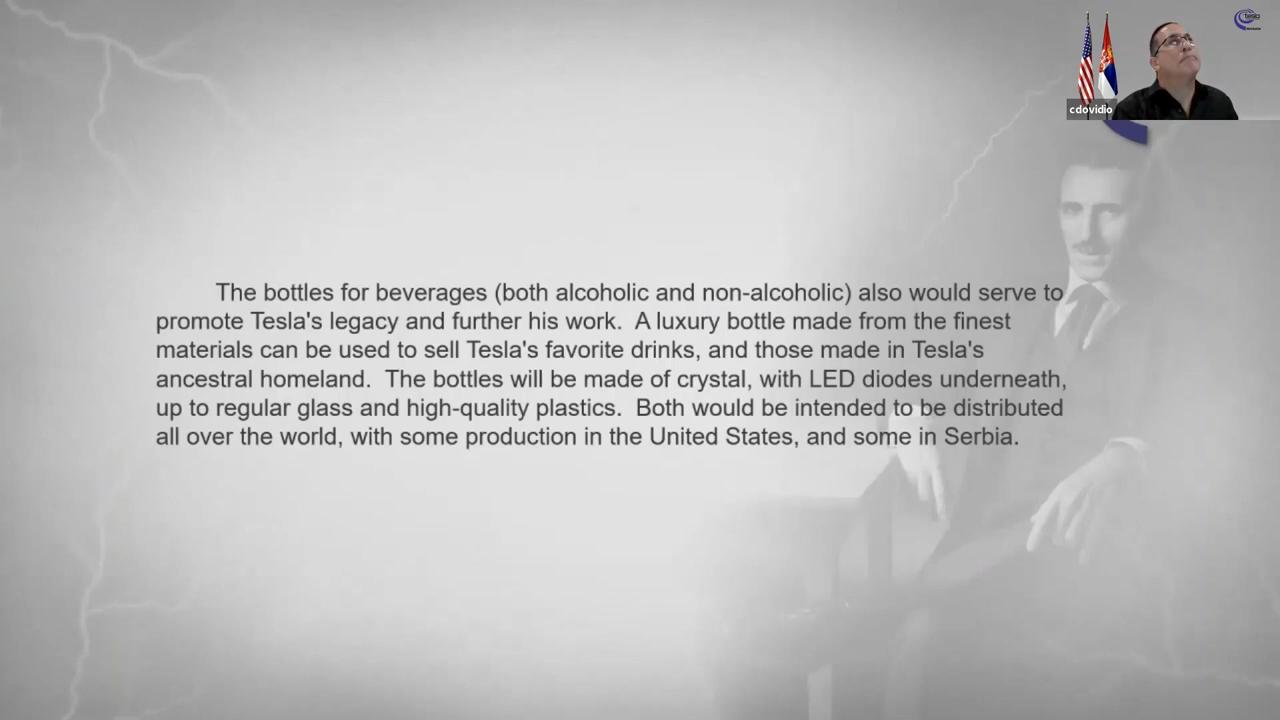 cdovidio
The bottles for beverages (both alcoholic and non-alcoholic) also would serve to
promote Tesla's legacy and further his work.  A luxury bottle made from the finest
materials can be used to sell Tesla's favorite drinks, and those made in Tesla's
ancestral homeland.  The bottles will be made of crystal, with LED diodes underneath,
up to regular glass and high-quality plastics.  Both would be intended to be distributed
all over the world, with some production in the United States, and some in Serbia.